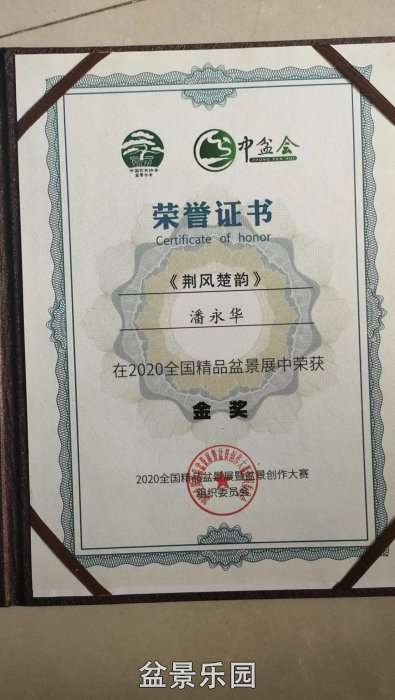 中盆会
ZHONG PEN HUI
荣誉证书
Certificate of honor
《荆风楚韵》
潘永华
在2020全国精品盆景展中荣获
金奖
2020全国精品盆景展暨盆景创作大赛
组织委员会
盆景乐园